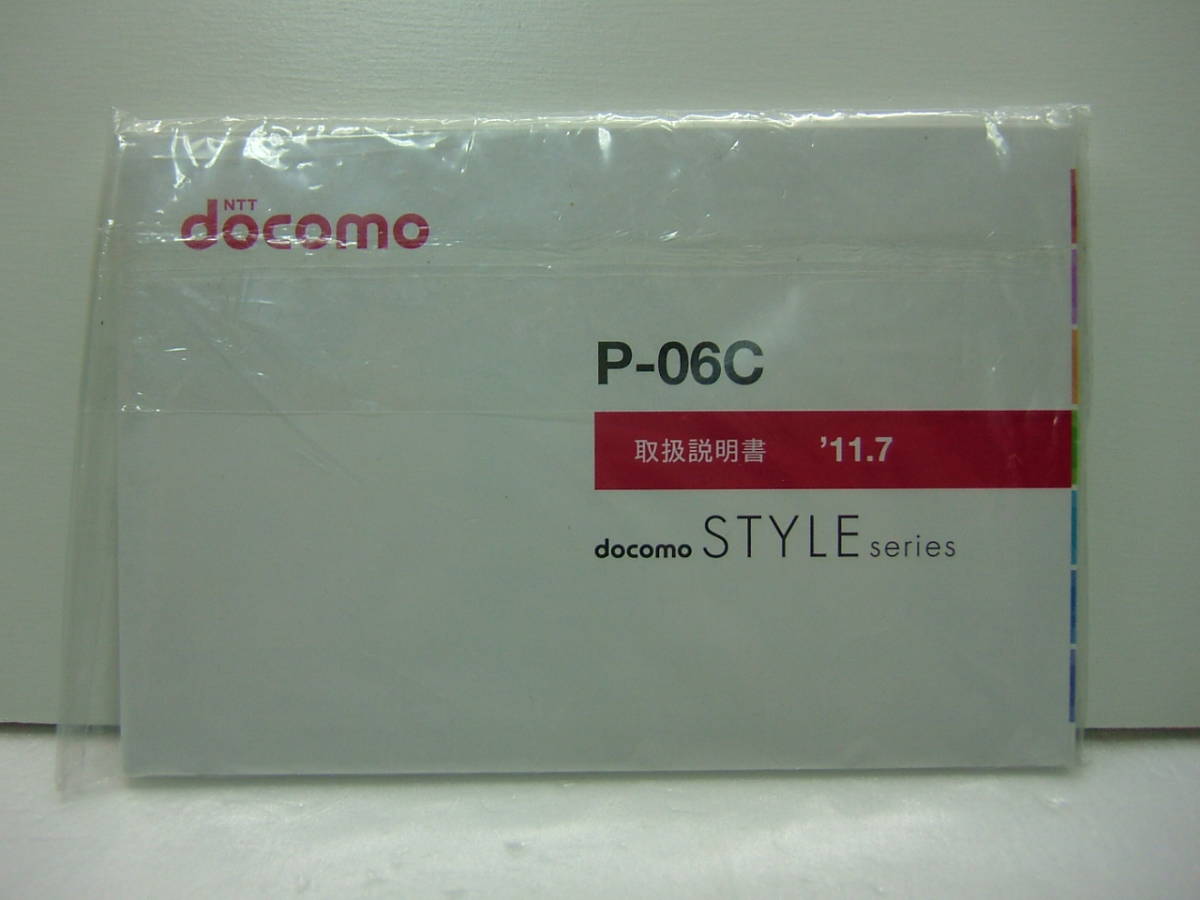 NTT
docomo
P-06C
取扱説明書 ’11.7
docomo STYLE series